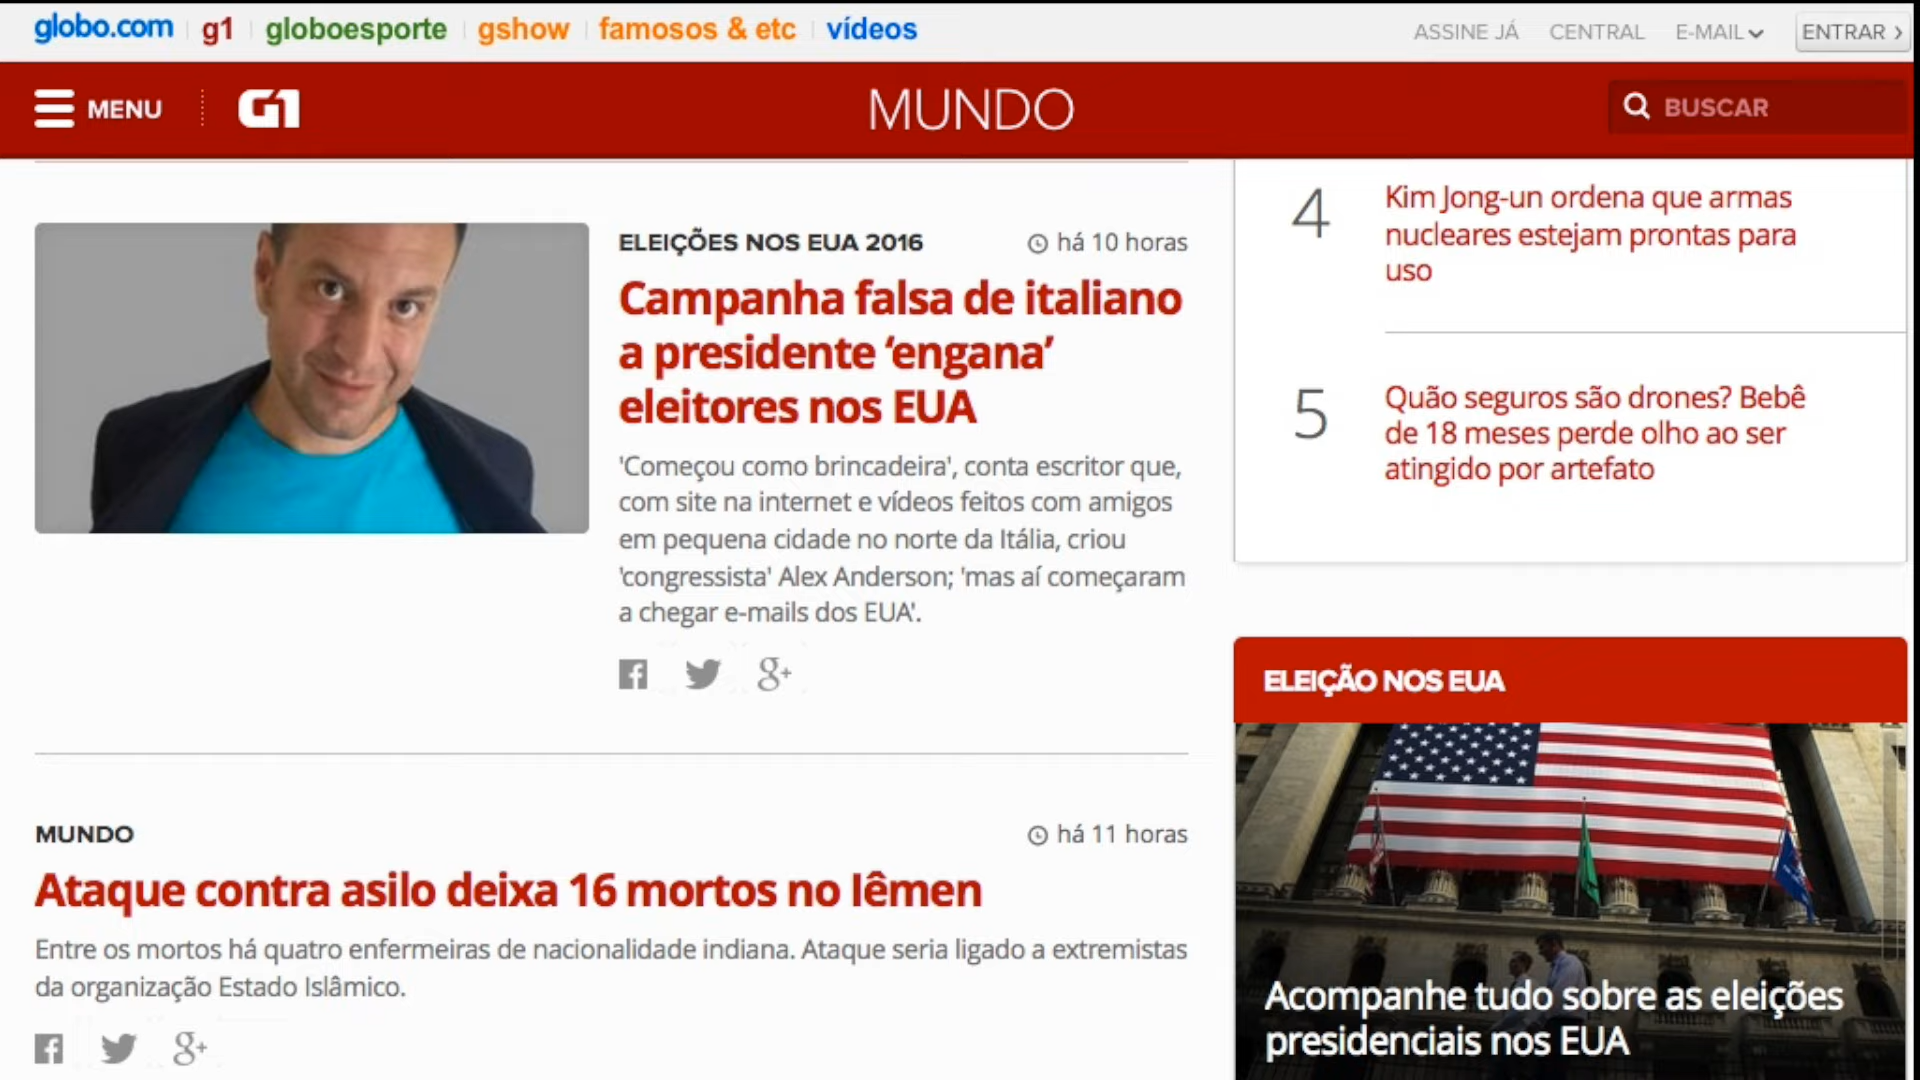 globo.com g1 globoesporte gshow famosos & etc vídeos ASSINE JÁ CENTRAL E-MAIL ENTRAR ›
MENU G1 MUNDO BUSCAR
ELEIÇÕES NOS EUA 2016 há 10 horas
Campanha falsa de italiano
a presidente ‘engana’
eleitores nos EUA
'Começou como brincadeira', conta escritor que,
com site na internet e vídeos feitos com amigos
em pequena cidade no norte da Itália, criou
'congressista' Alex Anderson; 'mas aí começaram
a chegar e-mails dos EUA'.
g+
MUNDO há 11 horas
Ataque contra asilo deixa 16 mortos no Iêmen
Entre os mortos há quatro enfermeiras de nacionalidade indiana. Ataque seria ligado a extremistas
da organização Estado Islâmico.
g+
4
Kim Jong-un ordena que armas
nucleares estejam prontas para
uso
5
Quão seguros são drones? Bebê
de 18 meses perde olho ao ser
atingido por artefato
ELEIÇÃO NOS EUA
Acompanhe tudo sobre as eleições
presidenciais nos EUA